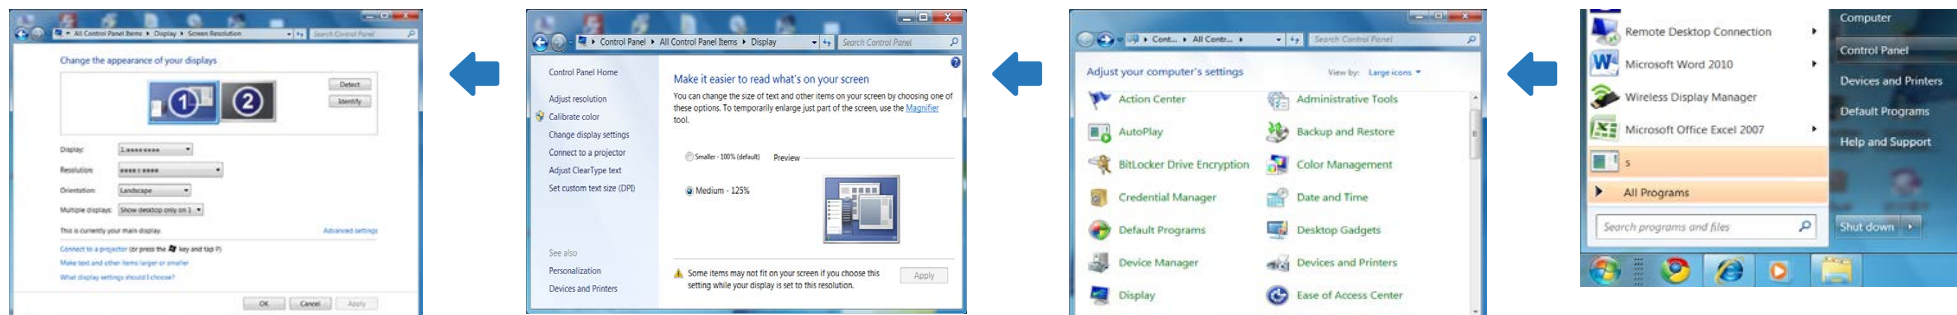 All Control Panel Items Display Screen Resolution
Search Control Panel
Change the appearance of your displays
1
2
Detect
Identify
Display:
Resolution:
Orientation:
Landscape
Multiple displays:
Show desktop only on 1
This is currently your main display.
Advanced settings
Connect to a projector (or press the key and tap P)
Make text and other items larger or smaller
What display settings should I choose?
OK
Cancel
Apply
Control Panel All Control Panel Items Display
Search Control Panel
Control Panel Home
Adjust resolution
Calibrate color
Change display settings
Connect to a projector
Adjust ClearType text
Set custom text size (DPI)
See also
Personalization
Devices and Printers
Make it easier to read what's on your screen
You can change the size of text and other items on your screen by choosing one of
these options. To temporarily enlarge just part of the screen, use the Magnifier
tool.
Smaller - 100% (default)
Preview
Medium - 125%
Some items may not fit on your screen if you choose this
setting while your display is set to this resolution.
Apply
Cont... All Contr...
Search Control Panel
Adjust your computer's settings
View by: Large icons
Action Center
Administrative Tools
AutoPlay
Backup and Restore
BitLocker Drive Encryption
Color Management
Credential Manager
Date and Time
Default Programs
Desktop Gadgets
Device Manager
Devices and Printers
Display
Ease of Access Center
Remote Desktop Connection
Microsoft Word 2010
Wireless Display Manager
Microsoft Office Excel 2007
s
All Programs
Search programs and files
Computer
Control Panel
Devices and Printers
Default Programs
Help and Support
Shut down